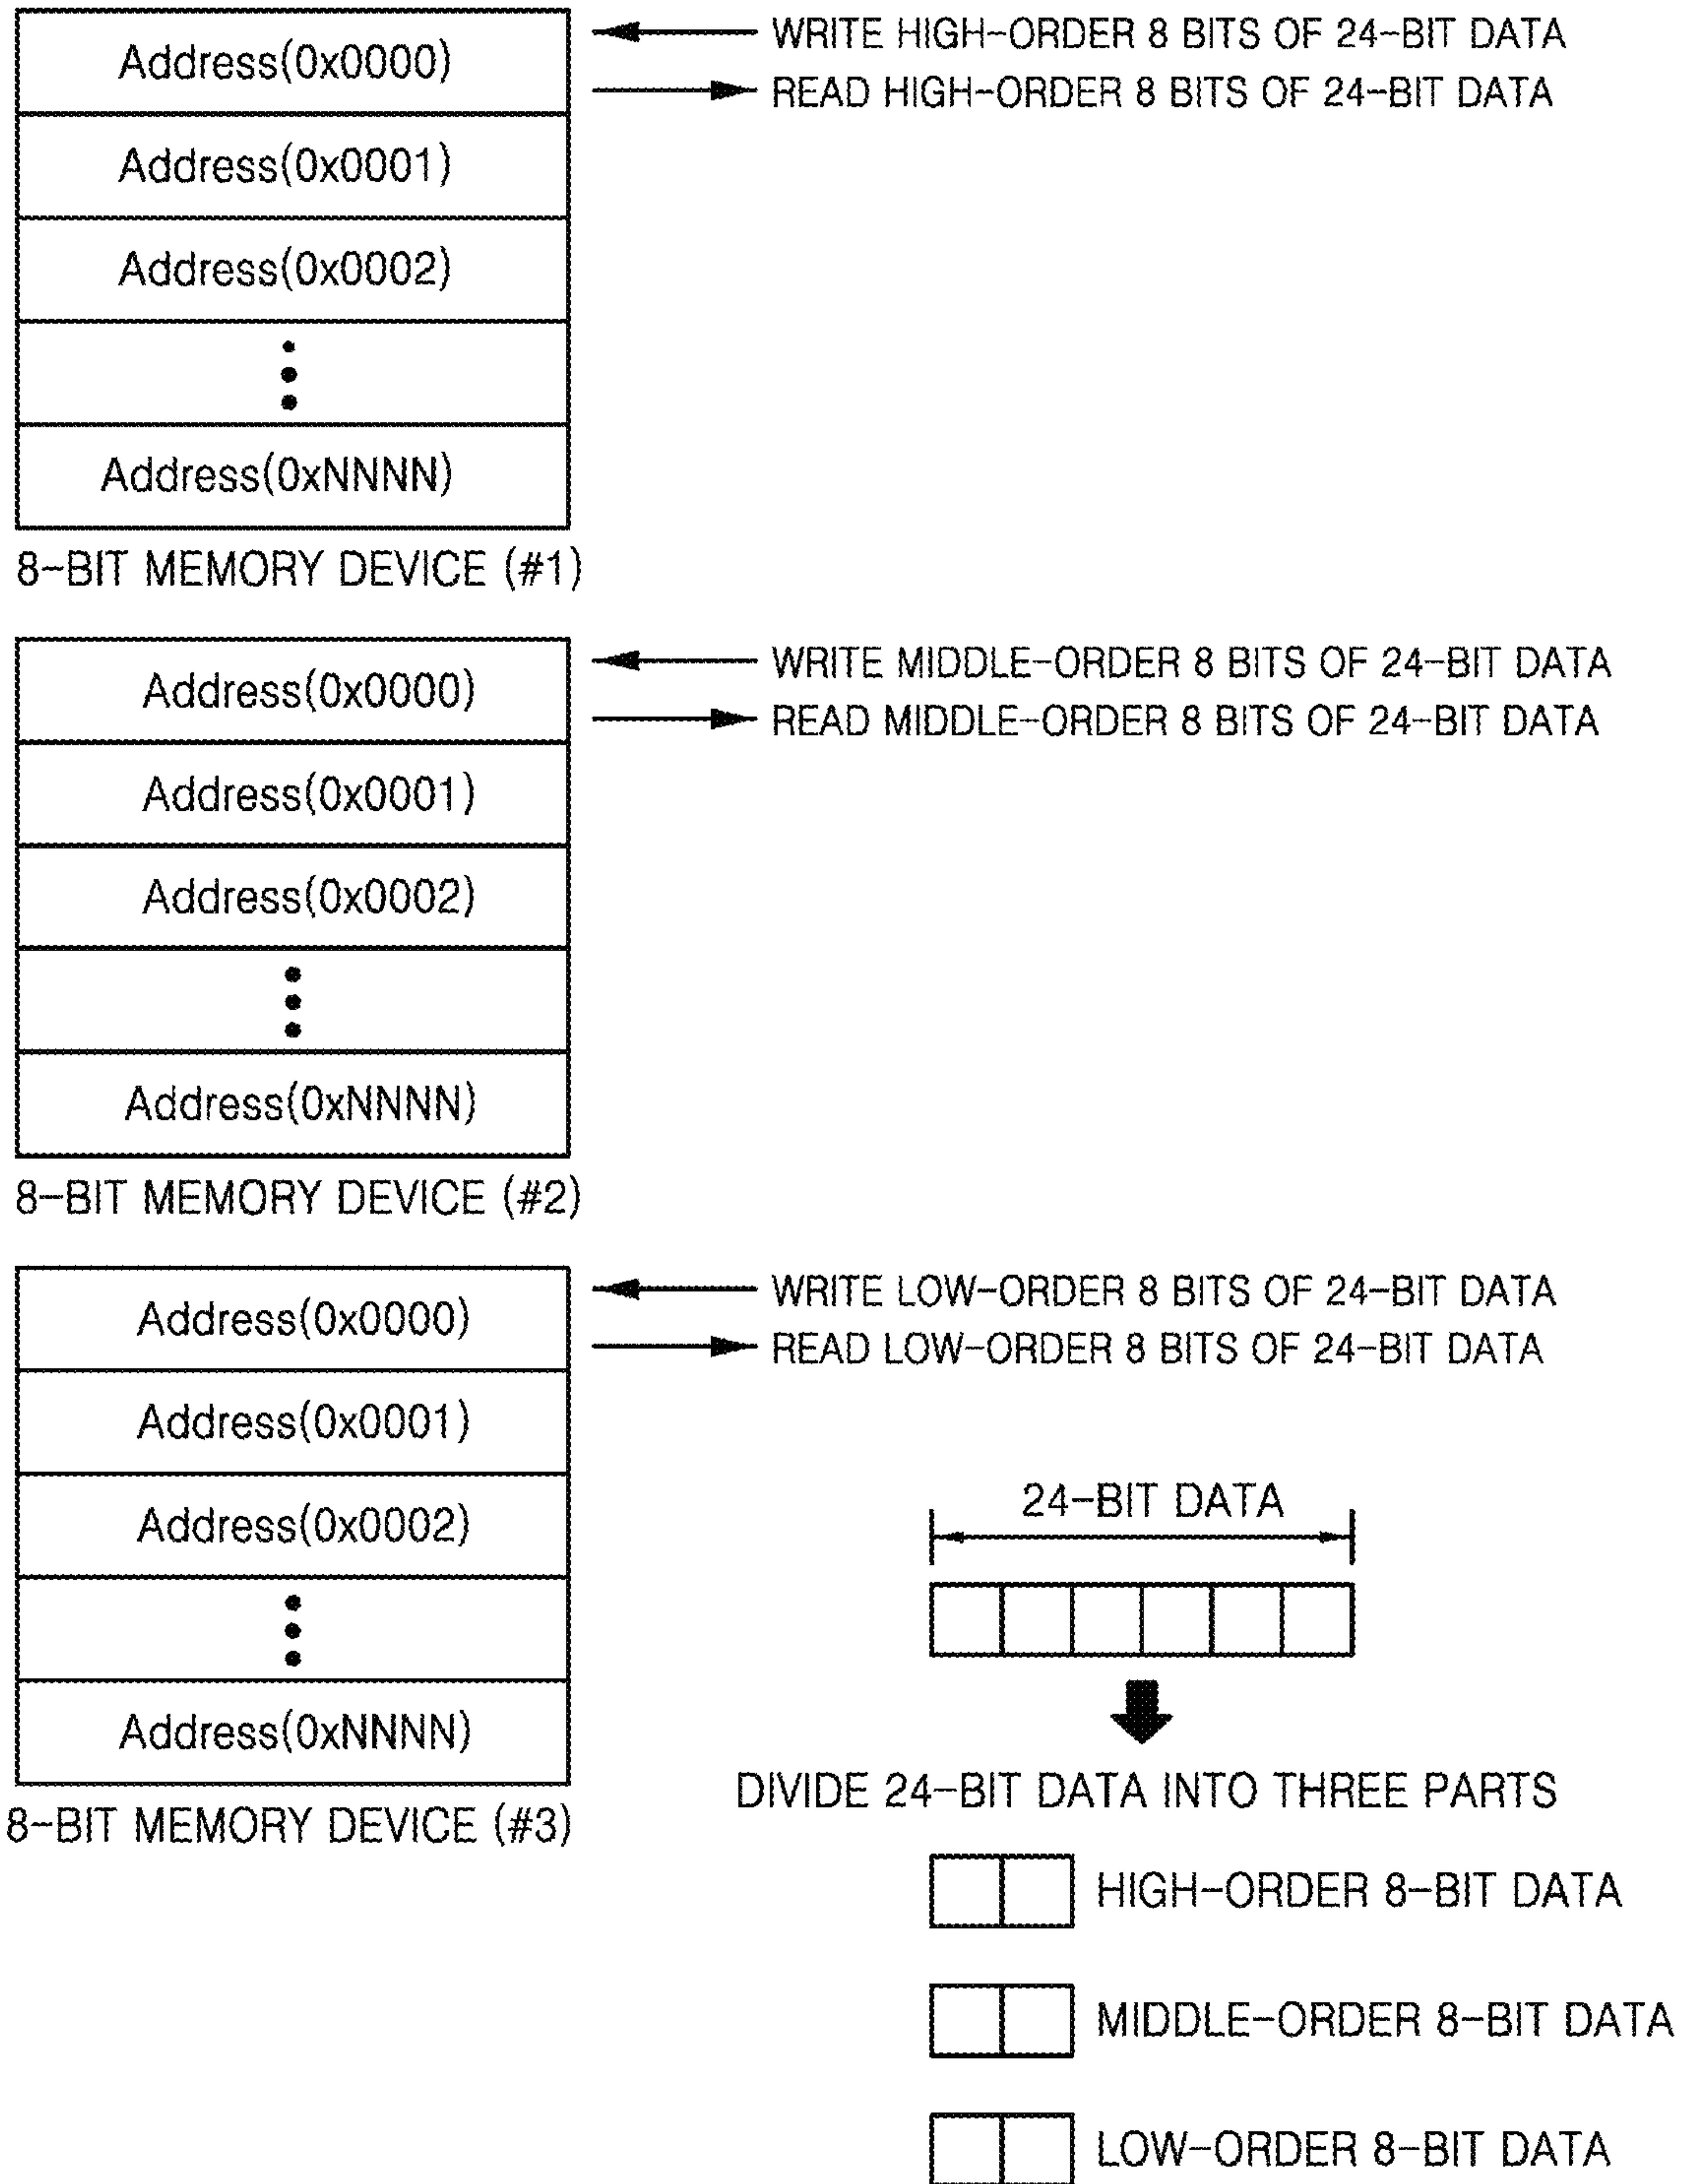 Address(0x0000)
WRITE HIGH-ORDER 8 BITS OF 24-BIT DATA
READ HIGH-ORDER 8 BITS OF 24-BIT DATA
Address(0x0001)
Address(0x0002)
Address(0xNNNN)
8-BIT MEMORY DEVICE (#1)
Address(0x0000)
WRITE MIDDLE-ORDER 8 BITS OF 24-BIT DATA
READ MIDDLE-ORDER 8 BITS OF 24-BIT DATA
Address(0x0001)
Address(0x0002)
Address(0xNNNN)
8-BIT MEMORY DEVICE (#2)
Address(0x0000)
WRITE LOW-ORDER 8 BITS OF 24-BIT DATA
READ LOW-ORDER 8 BITS OF 24-BIT DATA
Address(0x0001)
Address(0x0002)
Address(0xNNNN)
8-BIT MEMORY DEVICE (#3)
24-BIT DATA
DIVIDE 24-BIT DATA INTO THREE PARTS
HIGH-ORDER 8-BIT DATA
MIDDLE-ORDER 8-BIT DATA
LOW-ORDER 8-BIT DATA